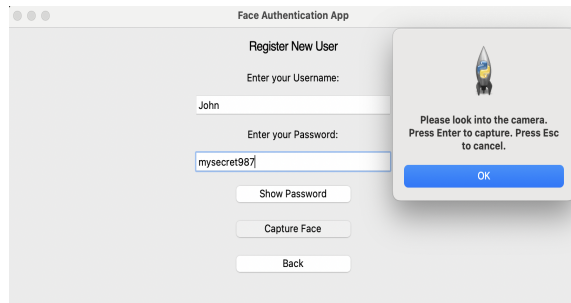 Face Authentication App
Register New User
Enter your Username:
John
Enter your Password:
mysecret987
Show Password
Capture Face
Back
Please look into the camera.
Press Enter to capture. Press Esc
to cancel.
OK